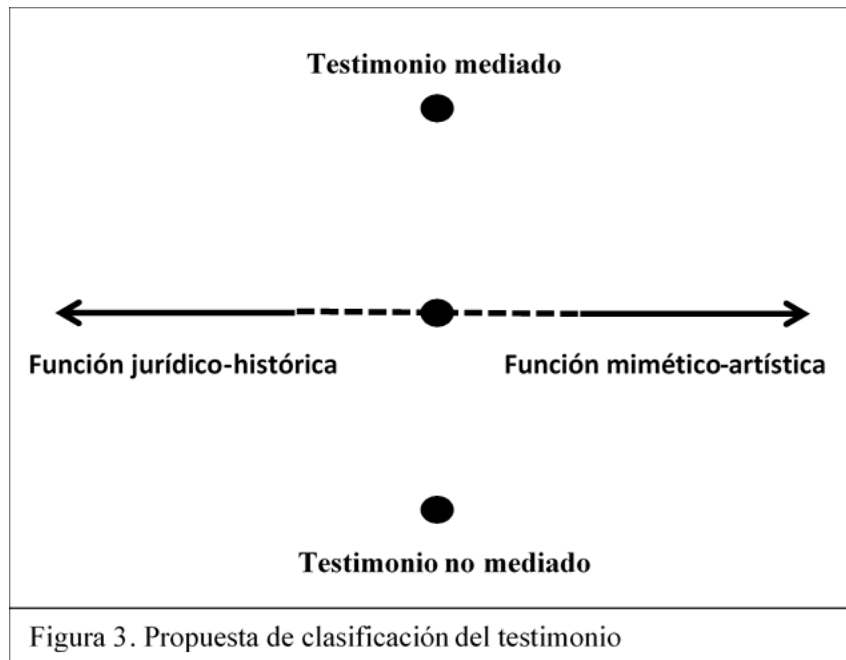 Testimonio mediado
Función jurídico-histórica
Función mimético-artística
Testimonio no mediado
Figura 3. Propuesta de clasificación del testimonio